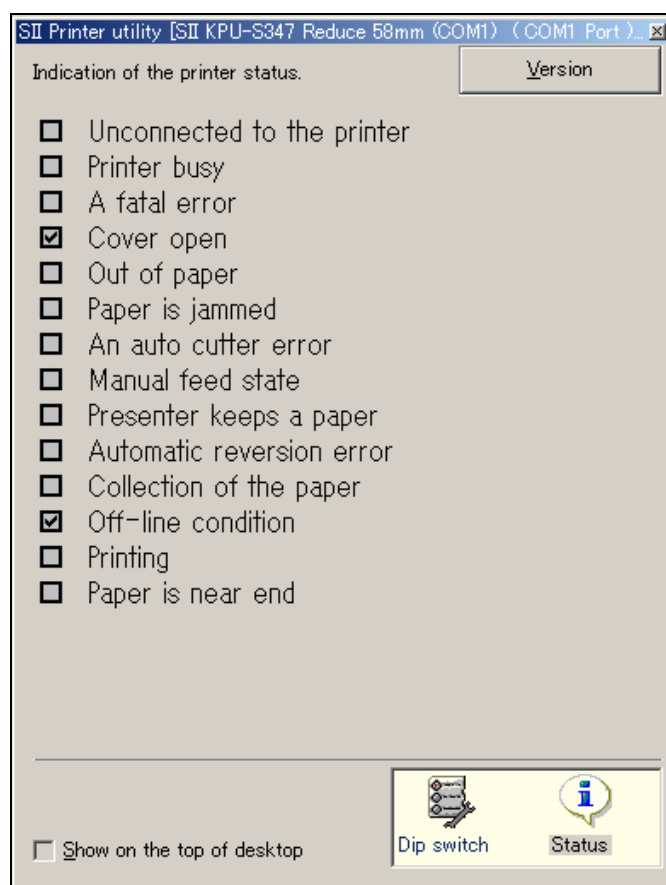 SII Printer utility [SII KPU-S347 Reduce 58mm (COM1) ( COM1 Port )...
Indication of the printer status.
Version
Unconnected to the printer
Printer busy
A fatal error
Cover open
Out of paper
Paper is jammed
An auto cutter error
Manual feed state
Presenter keeps a paper
Automatic reversion error
Collection of the paper
Off-line condition
Printing
Paper is near end
Show on the top of desktop
Dip switch
Status